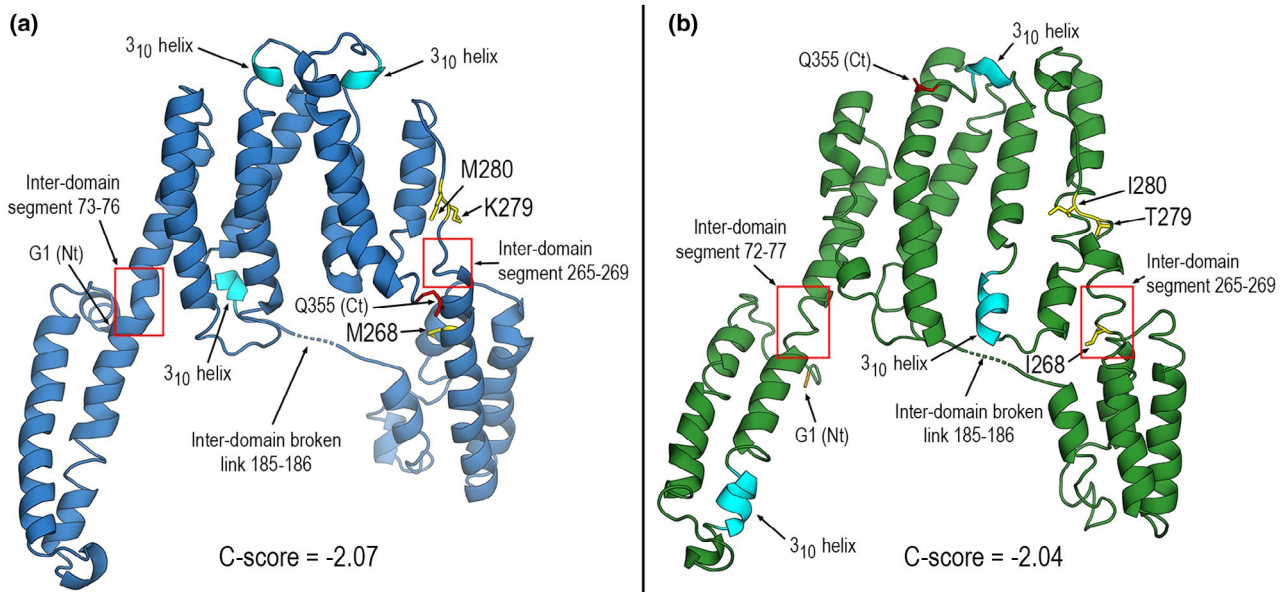 (a)
3₁₀ helix
3₁₀ helix
M280
K279
Inter-domain
segment 73-76
G1 (Nt)
Inter-domain
segment 265-269
Q355 (Ct)
M268
3₁₀ helix
Inter-domain broken
link 185-186
C-score = -2.07
(b)
3₁₀ helix
Q355 (Ct)
I280
T279
Inter-domain
segment 72-77
Inter-domain
segment 265-269
3₁₀ helix
I268
Inter-domain broken
link 185-186
G1 (Nt)
3₁₀ helix
C-score = -2.04